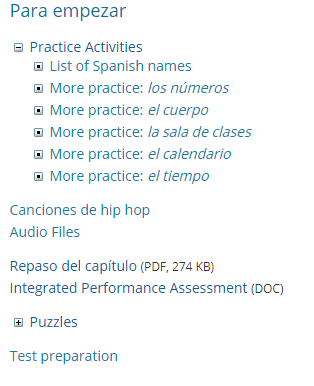 Para empezar
Practice Activities
List of Spanish names
More practice: los números
More practice: el cuerpo
More practice: la sala de clases
More practice: el calendario
More practice: el tiempo
Canciones de hip hop
Audio Files
Repaso del capítulo (PDF, 274 KB)
Integrated Performance Assessment (DOC)
Puzzles
Test preparation